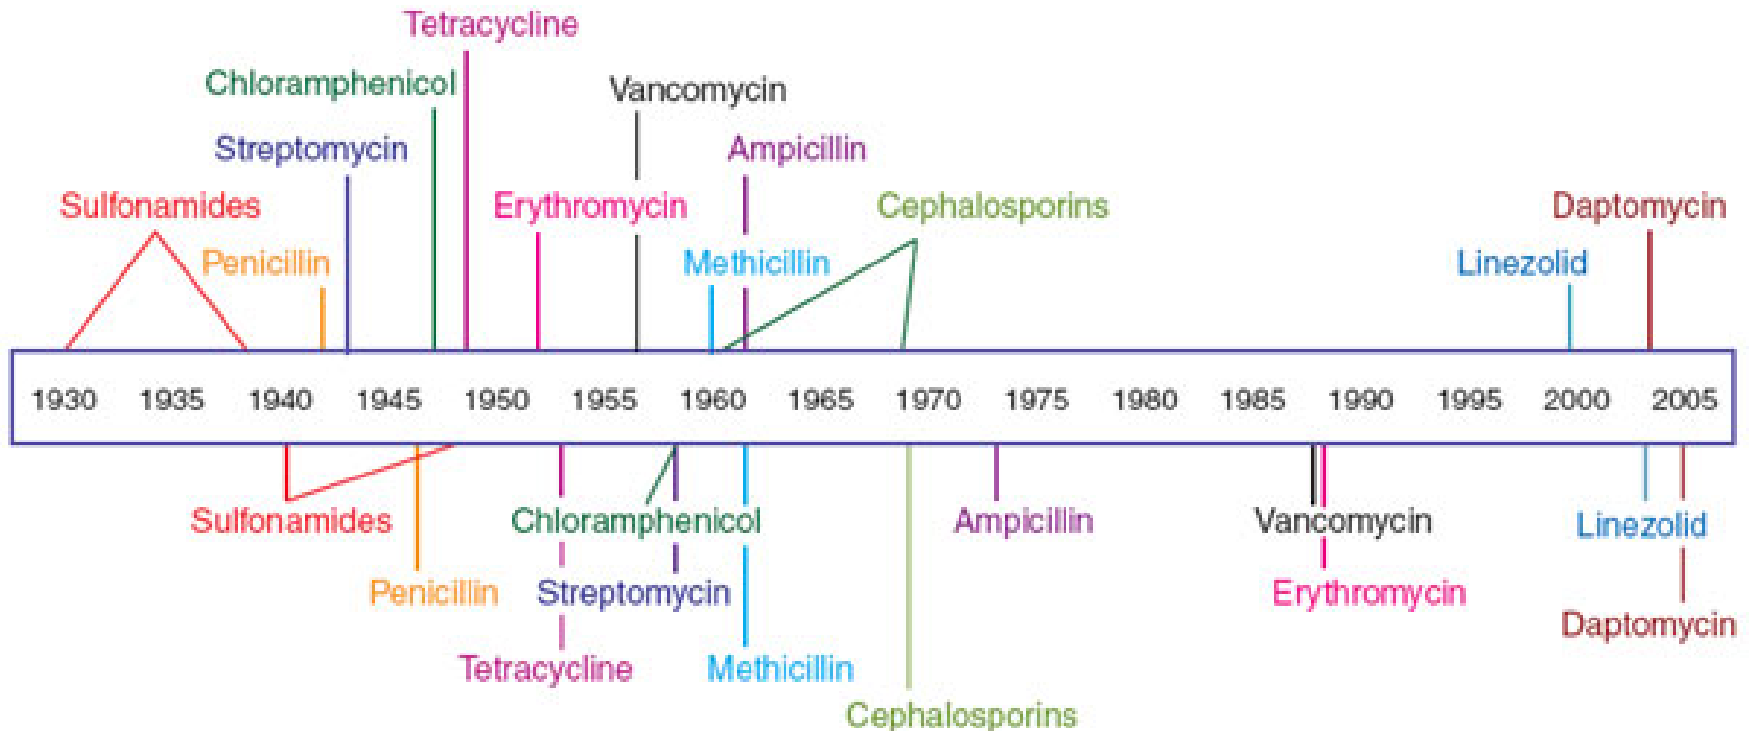 Tetracycline
Chloramphenicol
Vancomycin
Streptomycin
Ampicillin
Sulfonamides
Erythromycin
Cephalosporins
Daptomycin
Penicillin
Methicillin
Linezolid
1930 1935 1940 1945 1950 1955 1960 1965 1970 1975 1980 1985 1990 1995 2000 2005
Sulfonamides
Chloramphenicol
Ampicillin
Vancomycin
Linezolid
Penicillin
Streptomycin
Erythromycin
Daptomycin
Tetracycline
Methicillin
Cephalosporins